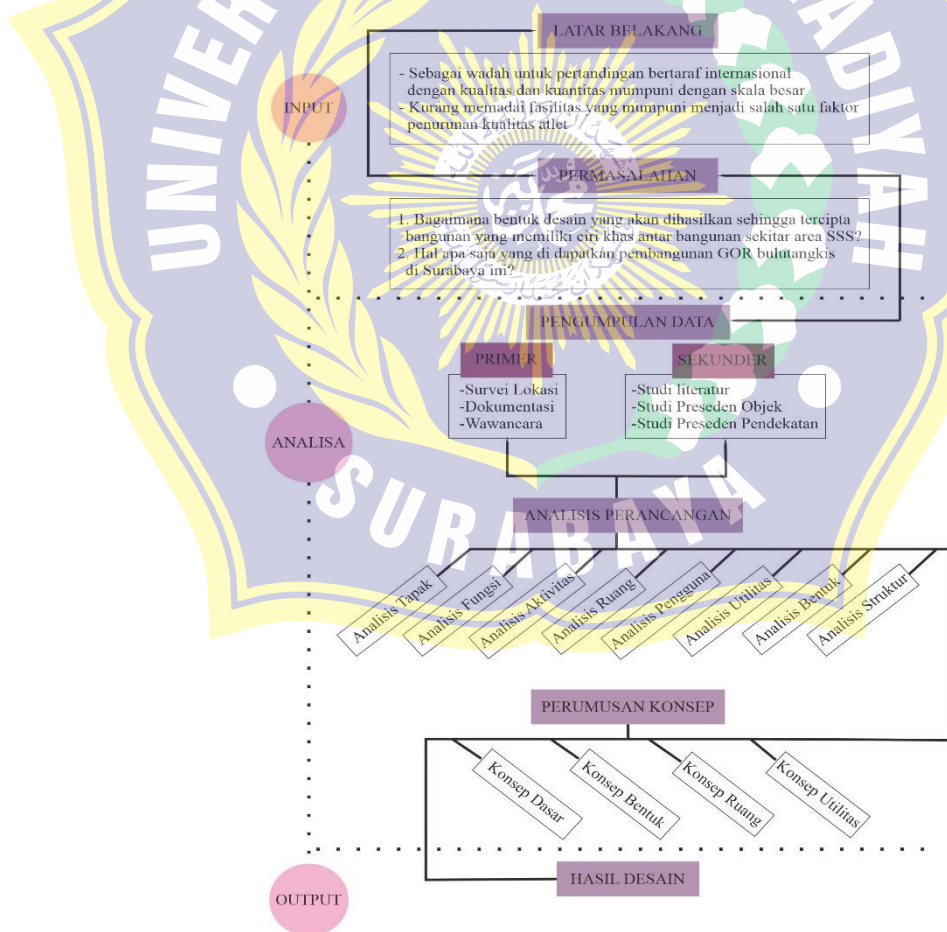 LATAR BELAKANG
- Sebagai wadah untuk pertandingan bertaraf internasional
dengan kualitas dan kuantitas mumpuni dengan skala besar
- Kurang memadai fasilitas yang mumpuni menjadi salah satu faktor
penurunan kualitas atlet
INPUT
PERMASALAHAN
1. Bagaimana bentuk desain yang akan dihasilkan sehingga tercipta
bangunan yang memiliki ciri khas antar bangunan sekitar area SSS?
2. Hal apa saja yang di dapatkan pembangunan GOR bulutangkis
di Surabaya ini?
PENGUMPULAN DATA
PRIMER
-Survei Lokasi
-Dokumentasi
-Wawancara
SEKUNDER
-Studi literatur
-Studi Preseden Objek
-Studi Preseden Pendekatan
ANALISA
ANALISIS PERANCANGAN
Analisis Tapak
Analisis Fungsi
Analisis Aktivitas
Analisis Ruang
Analisis Pengguna
Analisis Utilitas
Analisis Bentuk
Analisis Struktur
PERUMUSAN KONSEP
Konsep Dasar
Konsep Bentuk
Konsep Ruang
Konsep Utilitas
HASIL DESAIN
OUTPUT
UNIVER
ADYAH
SURABAYA